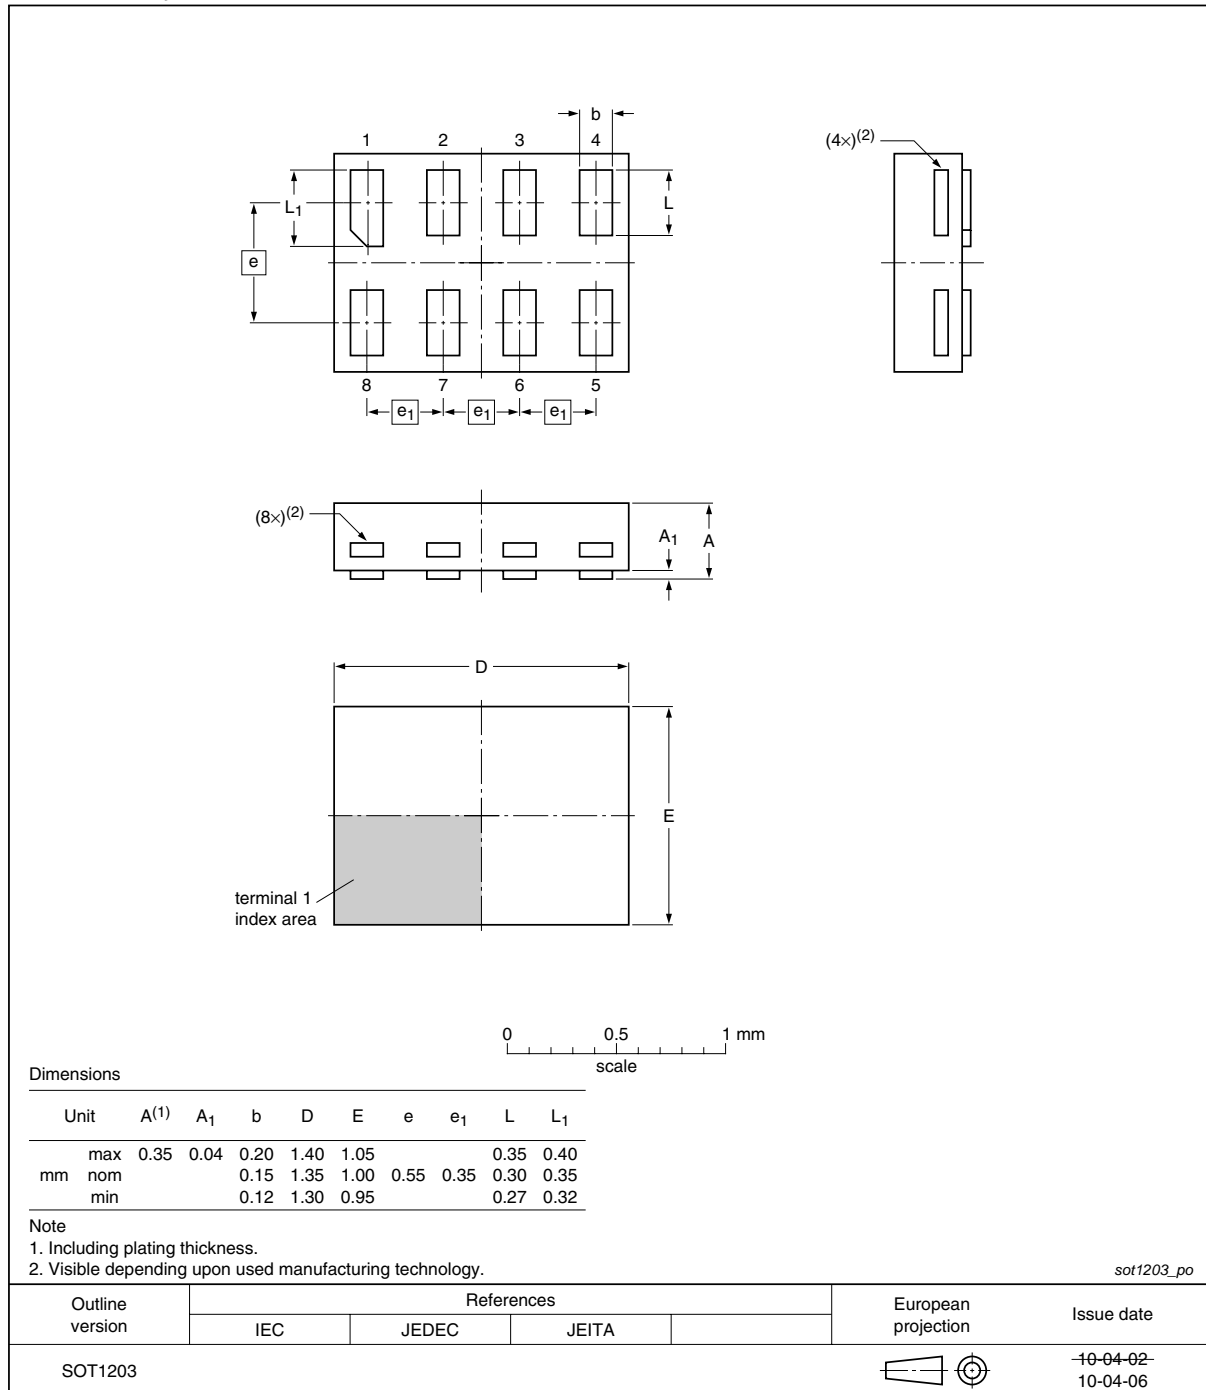 b
1 2 3 4
(4×)(2)
L1
L
e
8 7 6 5
e1 e1 e1
(8×)(2)
A1
A
D
E
terminal 1
index area
0 0.5 1 mm
scale
Dimensions
Unit A(1) A1 b D E e e1 L L1
max 0.35 0.04 0.20 1.40 1.05 0.35 0.40
mm nom 0.15 1.35 1.00 0.55 0.35 0.30 0.35
min 0.12 1.30 0.95 0.27 0.32
Note
1. Including plating thickness.
2. Visible depending upon used manufacturing technology.
sot1203_po
Outline
version
References
IEC JEDEC JEITA
European
projection
Issue date
SOT1203
10-04-02
10-04-06